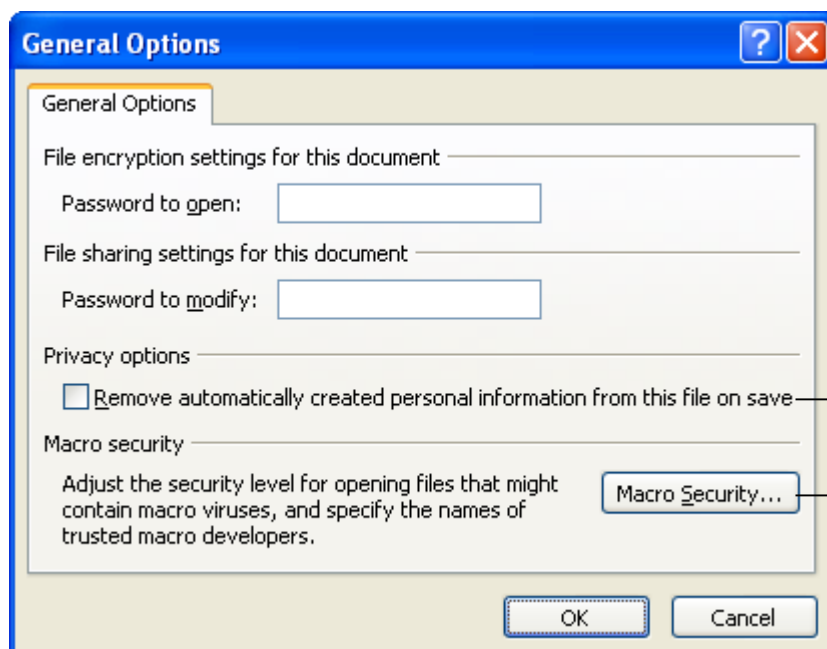 General Options
General Options
File encryption settings for this document
Password to open:
File sharing settings for this document
Password to modify:
Privacy options
Remove automatically created personal information from this file on save
Macro security
Adjust the security level for opening files that might
contain macro viruses, and specify the names of
trusted macro developers.
Macro Security...
OK
Cancel